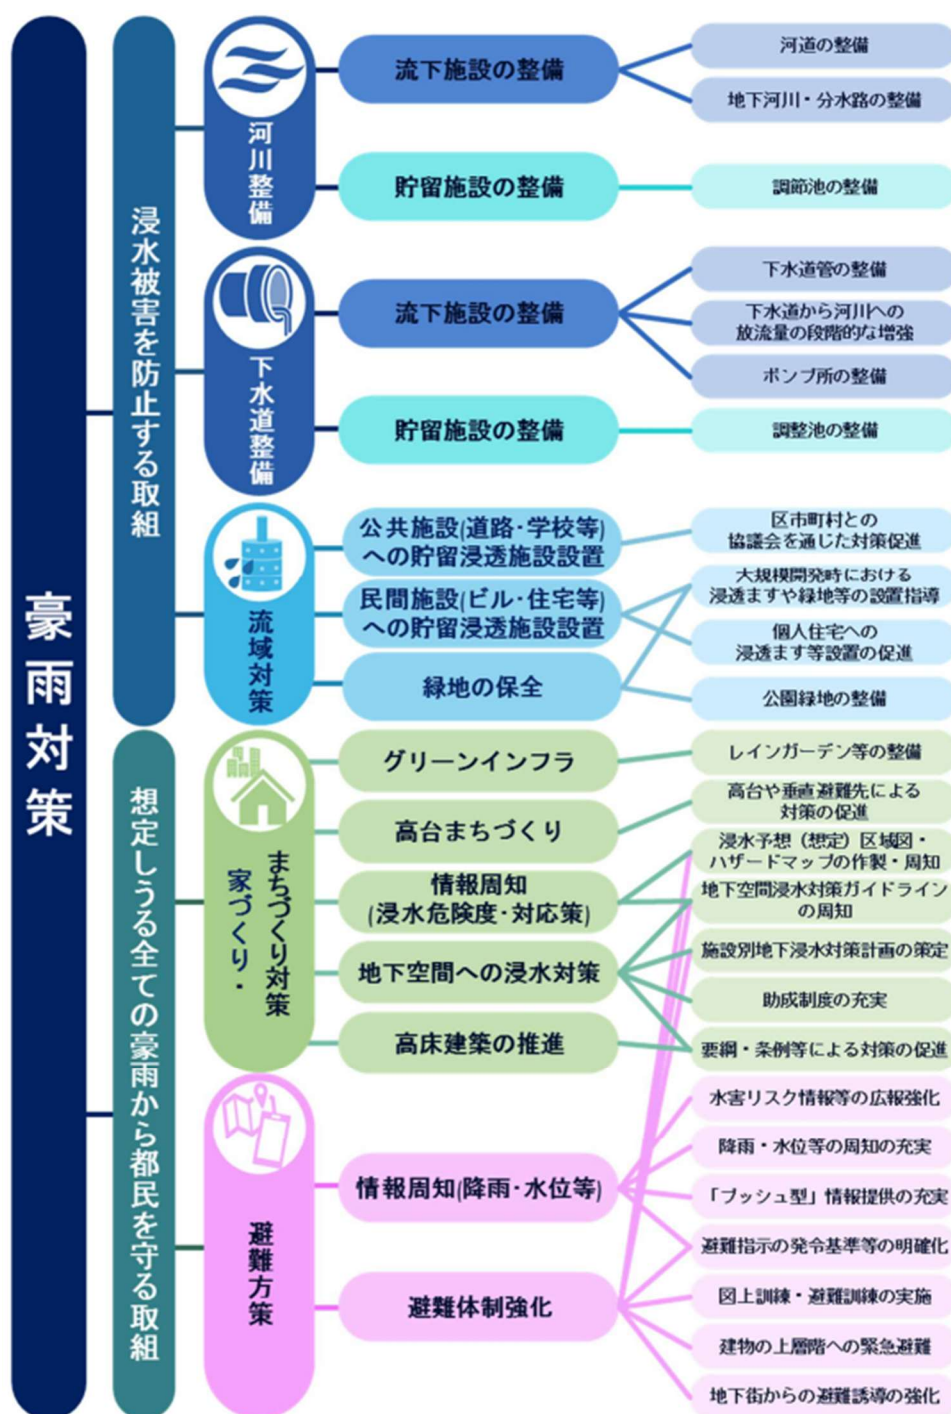 豪雨対策
浸水被害を防止する取組
河川整備
流下施設の整備
河道の整備
地下河川・分水路の整備
貯留施設の整備
調節池の整備
下水道整備
流下施設の整備
下水道管の整備
下水道から河川への
放流量の段階的な増強
ポンプ所の整備
貯留施設の整備
調整池の整備
流域対策
公共施設(道路・学校等)
への貯留浸透施設設置
区市町村との
協議会を通じた対策促進
民間施設(ビル・住宅等)
への貯留浸透施設設置
大規模開発時における
浸透ますや緑地等の設置指導
個人住宅への
浸透ます等設置の促進
緑地の保全
公園緑地の整備
想定しうる全ての豪雨から都民を守る取組
家づくり・
まちづくり対策
グリーンインフラ
レインガーデン等の整備
高台まちづくり
高台や垂直避難先による
対策の促進
情報周知
(浸水危険度・対応策)
浸水予想（想定）区域図・
ハザードマップの作製・周知
地下空間浸水対策ガイドライン
の周知
地下空間への浸水対策
施設別地下浸水対策計画の策定
助成制度の充実
高床建築の推進
要綱・条例等による対策の促進
避難方策
情報周知(降雨・水位等)
水害リスク情報等の広報強化
降雨・水位等の周知の充実
「プッシュ型」情報提供の充実
避難指示の発令基準等の明確化
避難体制強化
図上訓練・避難訓練の実施
建物の上層階への緊急避難
地下街からの避難誘導の強化